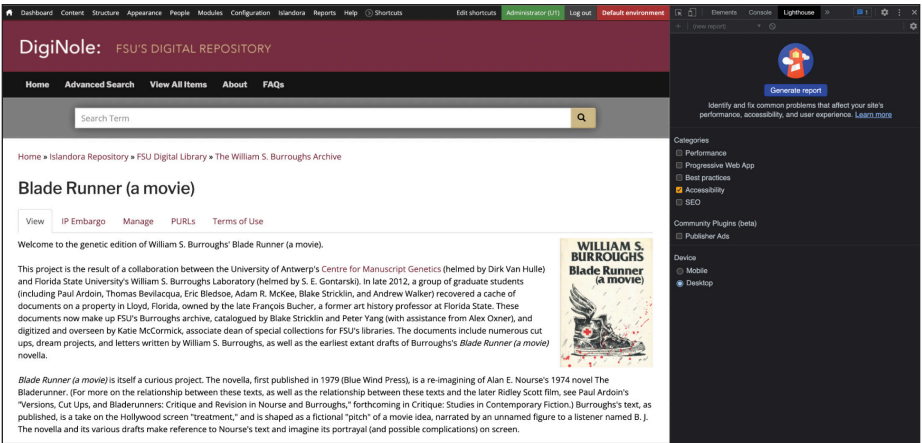 Dashboard Content Structure Appearance People Modules Configuration Islandora Reports Help Shortcuts Edit shortcuts Administrator (U1) Log out Default environment
Elements Console Lighthouse » 1
DigiNole: FSU'S DIGITAL REPOSITORY
Home Advanced Search View All Items About FAQs
Search Term
Home » Islandora Repository » FSU Digital Library » The William S. Burroughs Archive
Blade Runner (a movie)
View IP Embargo Manage PURLs Terms of Use
Welcome to the genetic edition of William S. Burroughs' Blade Runner (a movie).
This project is the result of a collaboration between the University of Antwerp's Centre for Manuscript Genetics (helmed by Dirk Van Hulle)
and Florida State University's William S. Burroughs Laboratory (helmed by S. E. Gontarski). In late 2012, a group of graduate students
(including Paul Ardoin, Thomas Bevilacqua, Eric Bledsoe, Adam R. McKee, Blake Stricklin, and Andrew Walker) recovered a cache of
documents on a property in Lloyd, Florida, owned by the late François Bucher, a former art history professor at Florida State. These
documents now make up FSU's Burroughs archive, catalogued by Blake Stricklin and Peter Yang (with assistance from Alex Oxner), and
digitized and overseen by Katie McCormick, associate dean of special collections for FSU's libraries. The documents include numerous cut
ups, dream projects, and letters written by William S. Burroughs, as well as the earliest extant drafts of Burroughs's Blade Runner (a movie)
novella.
WILLIAM S.
BURROUGHS
Blade Runner
(a movie)
Blade Runner (a movie) is itself a curious project. The novella, first published in 1979 (Blue Wind Press), is a re-imagining of Alan E. Nourse's 1974 novel The
Bladerunner. (For more on the relationship between these texts, as well as the relationship between these texts and the later Ridley Scott film, see Paul Ardoin's
"Versions, Cut Ups, and Bladerunners: Critique and Revision in Nourse and Burroughs," forthcoming in Critique: Studies in Contemporary Fiction.) Burroughs's text, as
published, is a take on the Hollywood screen "treatment," and is shaped as a fictional "pitch" of a movie idea, narrated by an unnamed figure to a listener named B. J.
The novella and its various drafts make reference to Nourse's text and imagine its portrayal (and possible complications) on screen.
(new report)
Generate report
Identify and fix common problems that affect your site's
performance, accessibility, and user experience. Learn more
Categories
Performance
Progressive Web App
Best practices
Accessibility
SEO
Community Plugins (beta)
Publisher Ads
Device
Mobile
Desktop